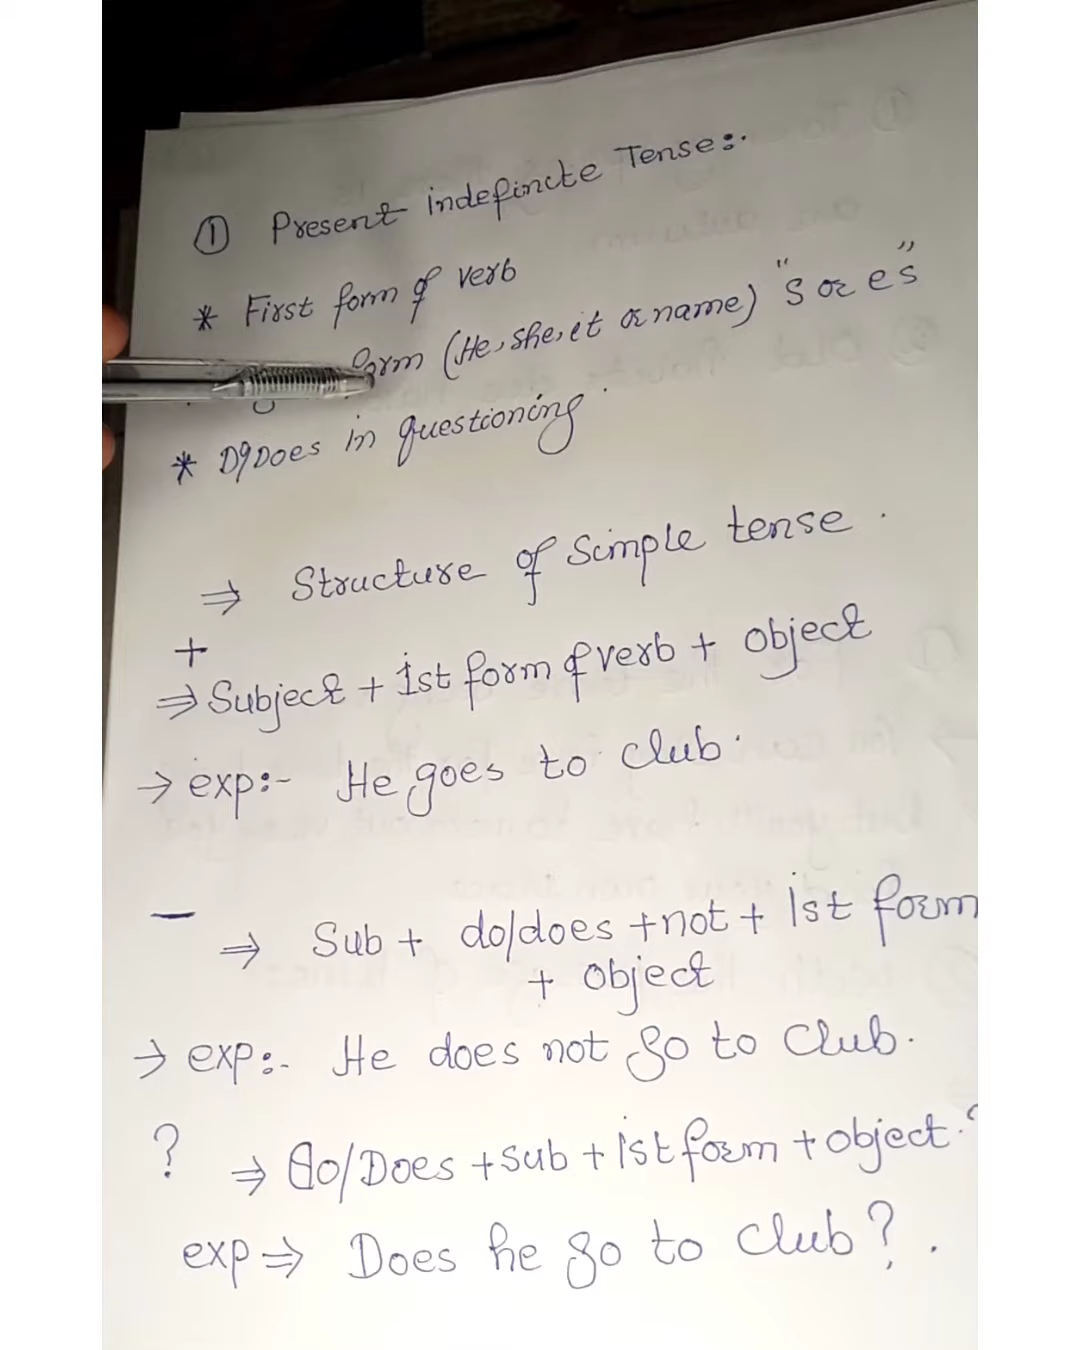 ① Present indefincte Tense:-
* First form of verb
form (He, she, it or name) "s or es"
* Do/Does in questioning
⇒ Structure of Simple tense.
+
⇒ Subject + 1st form of verb + object
→ exp:- He goes to club.
—
⇒ Sub + do/does + not + 1st form
+ object
→ exp:- He does not go to Club.
? ⇒ Do/Does + sub + 1st form + object.?
exp ⇒ Does he go to club?.